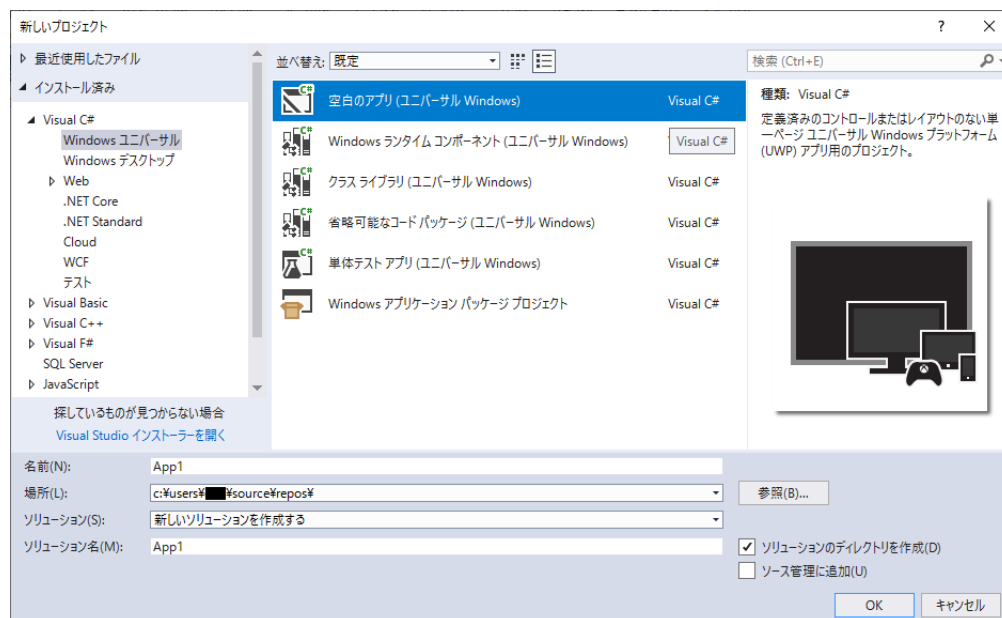 新しいプロジェクト
最近使用したファイル
インストール済み
Visual C#
Windows ユニバーサル
Windows デスクトップ
Web
.NET Core
.NET Standard
Cloud
WCF
テスト
Visual Basic
Visual C++
Visual F#
SQL Server
JavaScript
探しているものが見つからない場合
Visual Studio インストーラーを開く
並べ替え: 既定
空白のアプリ (ユニバーサル Windows) Visual C#
Windows ランタイム コンポーネント (ユニバーサル Windows) Visual C#
クラス ライブラリ (ユニバーサル Windows) Visual C#
省略可能なコード パッケージ (ユニバーサル Windows) Visual C#
単体テスト アプリ (ユニバーサル Windows) Visual C#
Windows アプリケーション パッケージ プロジェクト Visual C#
検索 (Ctrl+E)
種類: Visual C#
定義済みのコントロールまたはレイアウトのない単
一ページ ユニバーサル Windows プラットフォーム
(UWP) アプリ用のプロジェクト。
名前(N): App1
場所(L): c:¥users¥ ¥source¥repos¥ 参照(B)...
ソリューション(S): 新しいソリューションを作成する
ソリューション名(M): App1
ソリューションのディレクトリを作成(D)
ソース管理に追加(U)
OK キャンセル